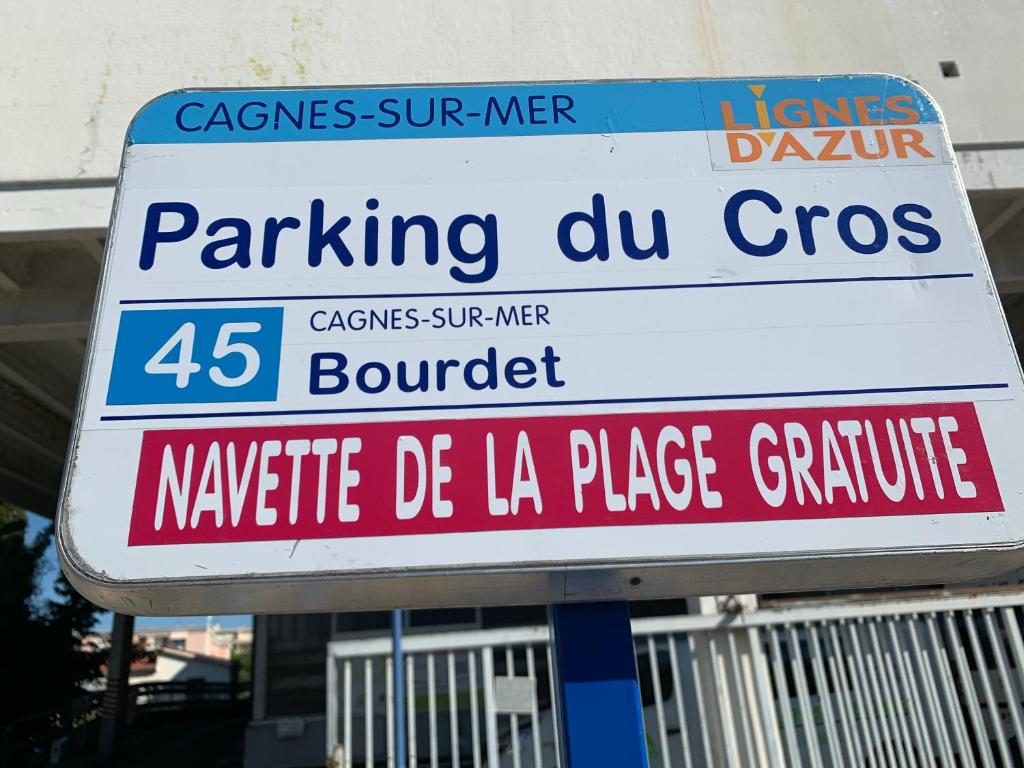 CAGNES-SUR-MER
LIGNES
D'AZUR
Parking du Cros
45
CAGNES-SUR-MER
Bourdet
NAVETTE DE LA PLAGE GRATUITE